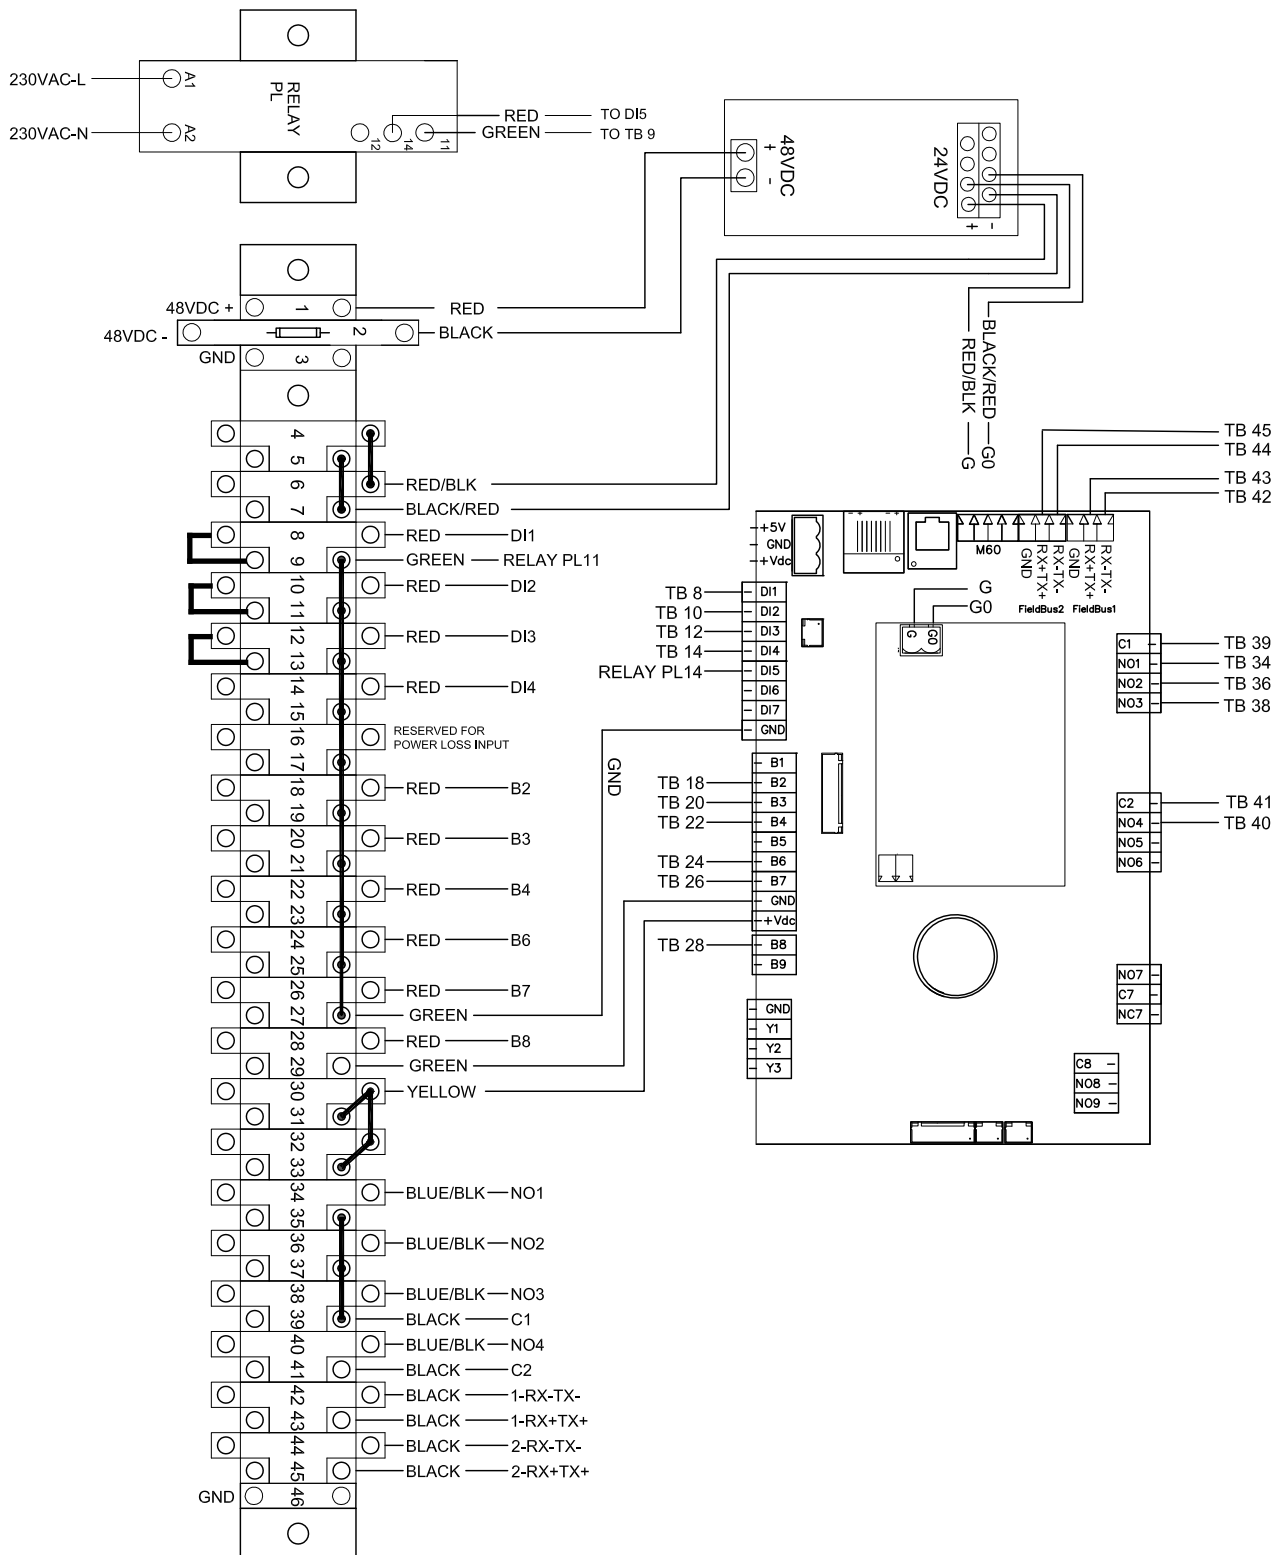 230VAC-L
A1
RELAY
PL
230VAC-N
A2
12
14
11
RED
TO DI5
GREEN
TO TB 9
48VDC
+
-
24VDC
+
-
48VDC +
1
RED
48VDC -
2
BLACK
GND
3
BLACK/RED
G0
RED/BLK
G
4
5
6
RED/BLK
7
BLACK/RED
8
RED
DI1
9
GREEN
RELAY PL11
10
RED
DI2
11
12
RED
DI3
13
14
RED
DI4
15
16
RESERVED FOR
POWER LOSS INPUT
17
18
RED
B2
19
20
RED
B3
21
22
RED
B4
23
24
RED
B6
25
26
RED
B7
27
GREEN
28
RED
B8
29
GREEN
30
YELLOW
31
32
33
34
BLUE/BLK
NO1
35
36
BLUE/BLK
NO2
37
38
BLUE/BLK
NO3
39
BLACK
C1
40
BLUE/BLK
NO4
41
BLACK
C2
42
BLACK
1-RX-TX-
43
BLACK
1-RX+TX+
44
BLACK
2-RX-TX-
45
BLACK
2-RX+TX+
GND
46
GND
TB 45
TB 44
TB 43
TB 42
+5V
GND
+Vdc
M60
GND
RX+TX+
RX-TX-
GND
RX+TX+
RX-TX-
FieldBus2
FieldBus1
G
G0
G
G0
TB 8
DI1
TB 10
DI2
TB 12
DI3
TB 14
DI4
RELAY PL14
DI5
DI6
DI7
GND
B1
TB 18
B2
TB 20
B3
TB 22
B4
B5
TB 24
B6
TB 26
B7
GND
+Vdc
TB 28
B8
B9
GND
Y1
Y2
Y3
C1
TB 39
NO1
TB 34
NO2
TB 36
NO3
TB 38
C2
TB 41
NO4
TB 40
NO5
NO6
NO7
C7
NC7
C8
NO8
NO9